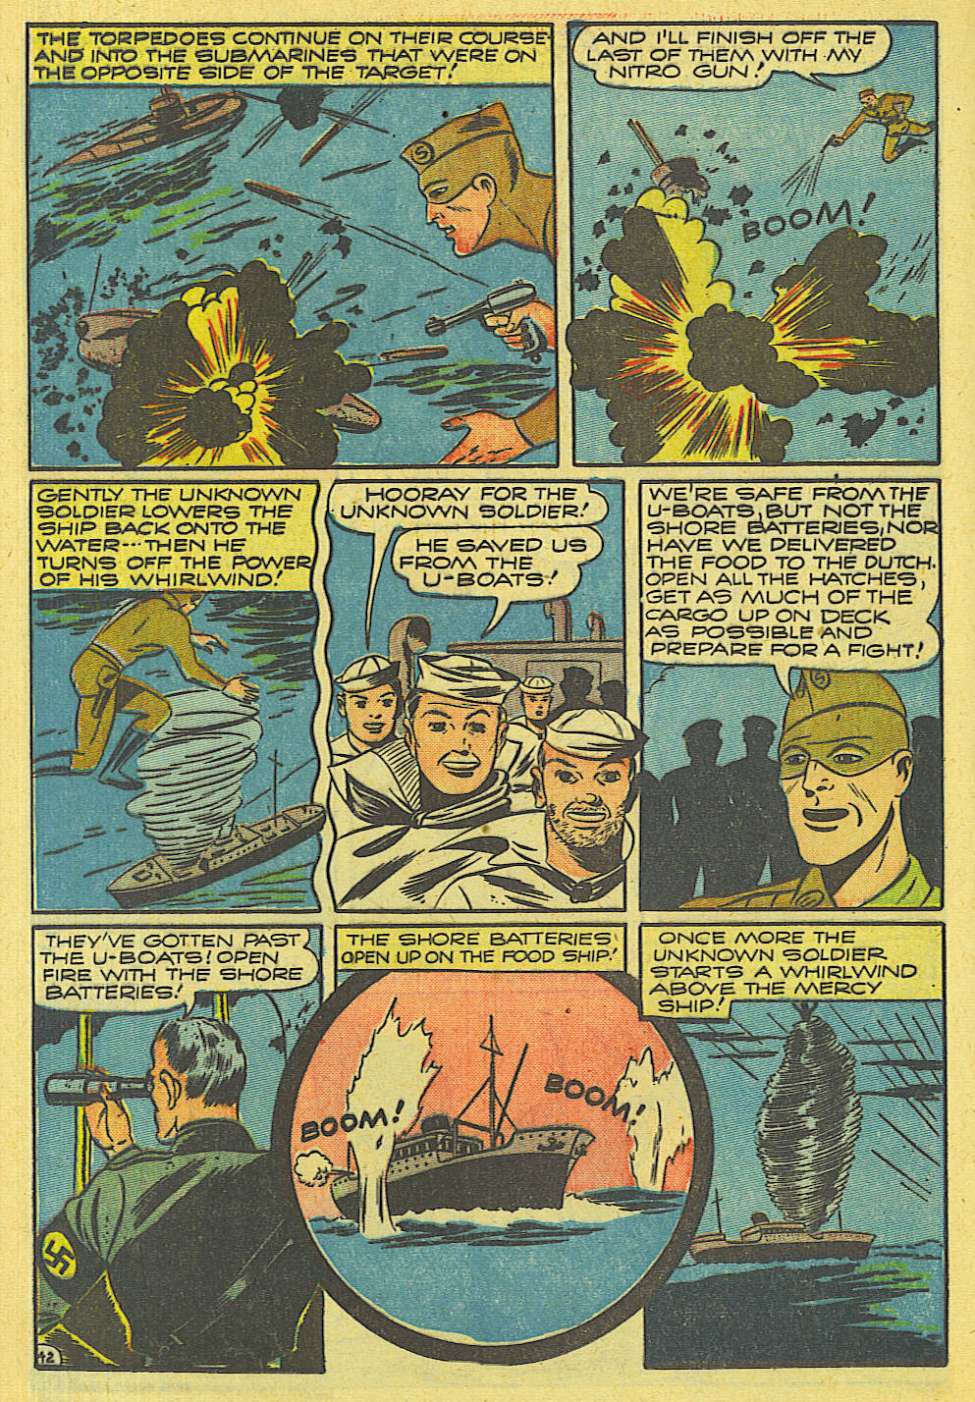 THE TORPEDOES CONTINUE ON THEIR COURSE
AND INTO THE SUBMARINES THAT WERE ON
THE OPPOSITE SIDE OF THE TARGET!
S
AND I'LL FINISH OFF THE
LAST OF THEM WITH MY
NITRO GUN!
BOOM!
GENTLY THE UNKNOWN
SOLDIER LOWERS THE
SHIP BACK ONTO THE
WATER---THEN HE
TURNS OFF THE POWER
OF HIS WHIRLWIND!
HOORAY FOR THE
UNKNOWN SOLDIER!
HE SAVED US
FROM THE
U-BOATS!
WE'RE SAFE FROM THE
U-BOATS, BUT NOT THE
SHORE BATTERIES, NOR
HAVE WE DELIVERED
THE FOOD TO THE DUTCH.
OPEN ALL THE HATCHES,
GET AS MUCH OF THE
CARGO UP ON DECK
AS POSSIBLE AND
PREPARE FOR A FIGHT!
S
THEY'VE GOTTEN PAST
THE U-BOATS! OPEN
FIRE WITH THE SHORE
BATTERIES!
42
THE SHORE BATTERIES
OPEN UP ON THE FOOD SHIP!
BOOM!
BOOM!
ONCE MORE THE
UNKNOWN SOLDIER
STARTS A WHIRLWIND
ABOVE THE MERCY
SHIP!